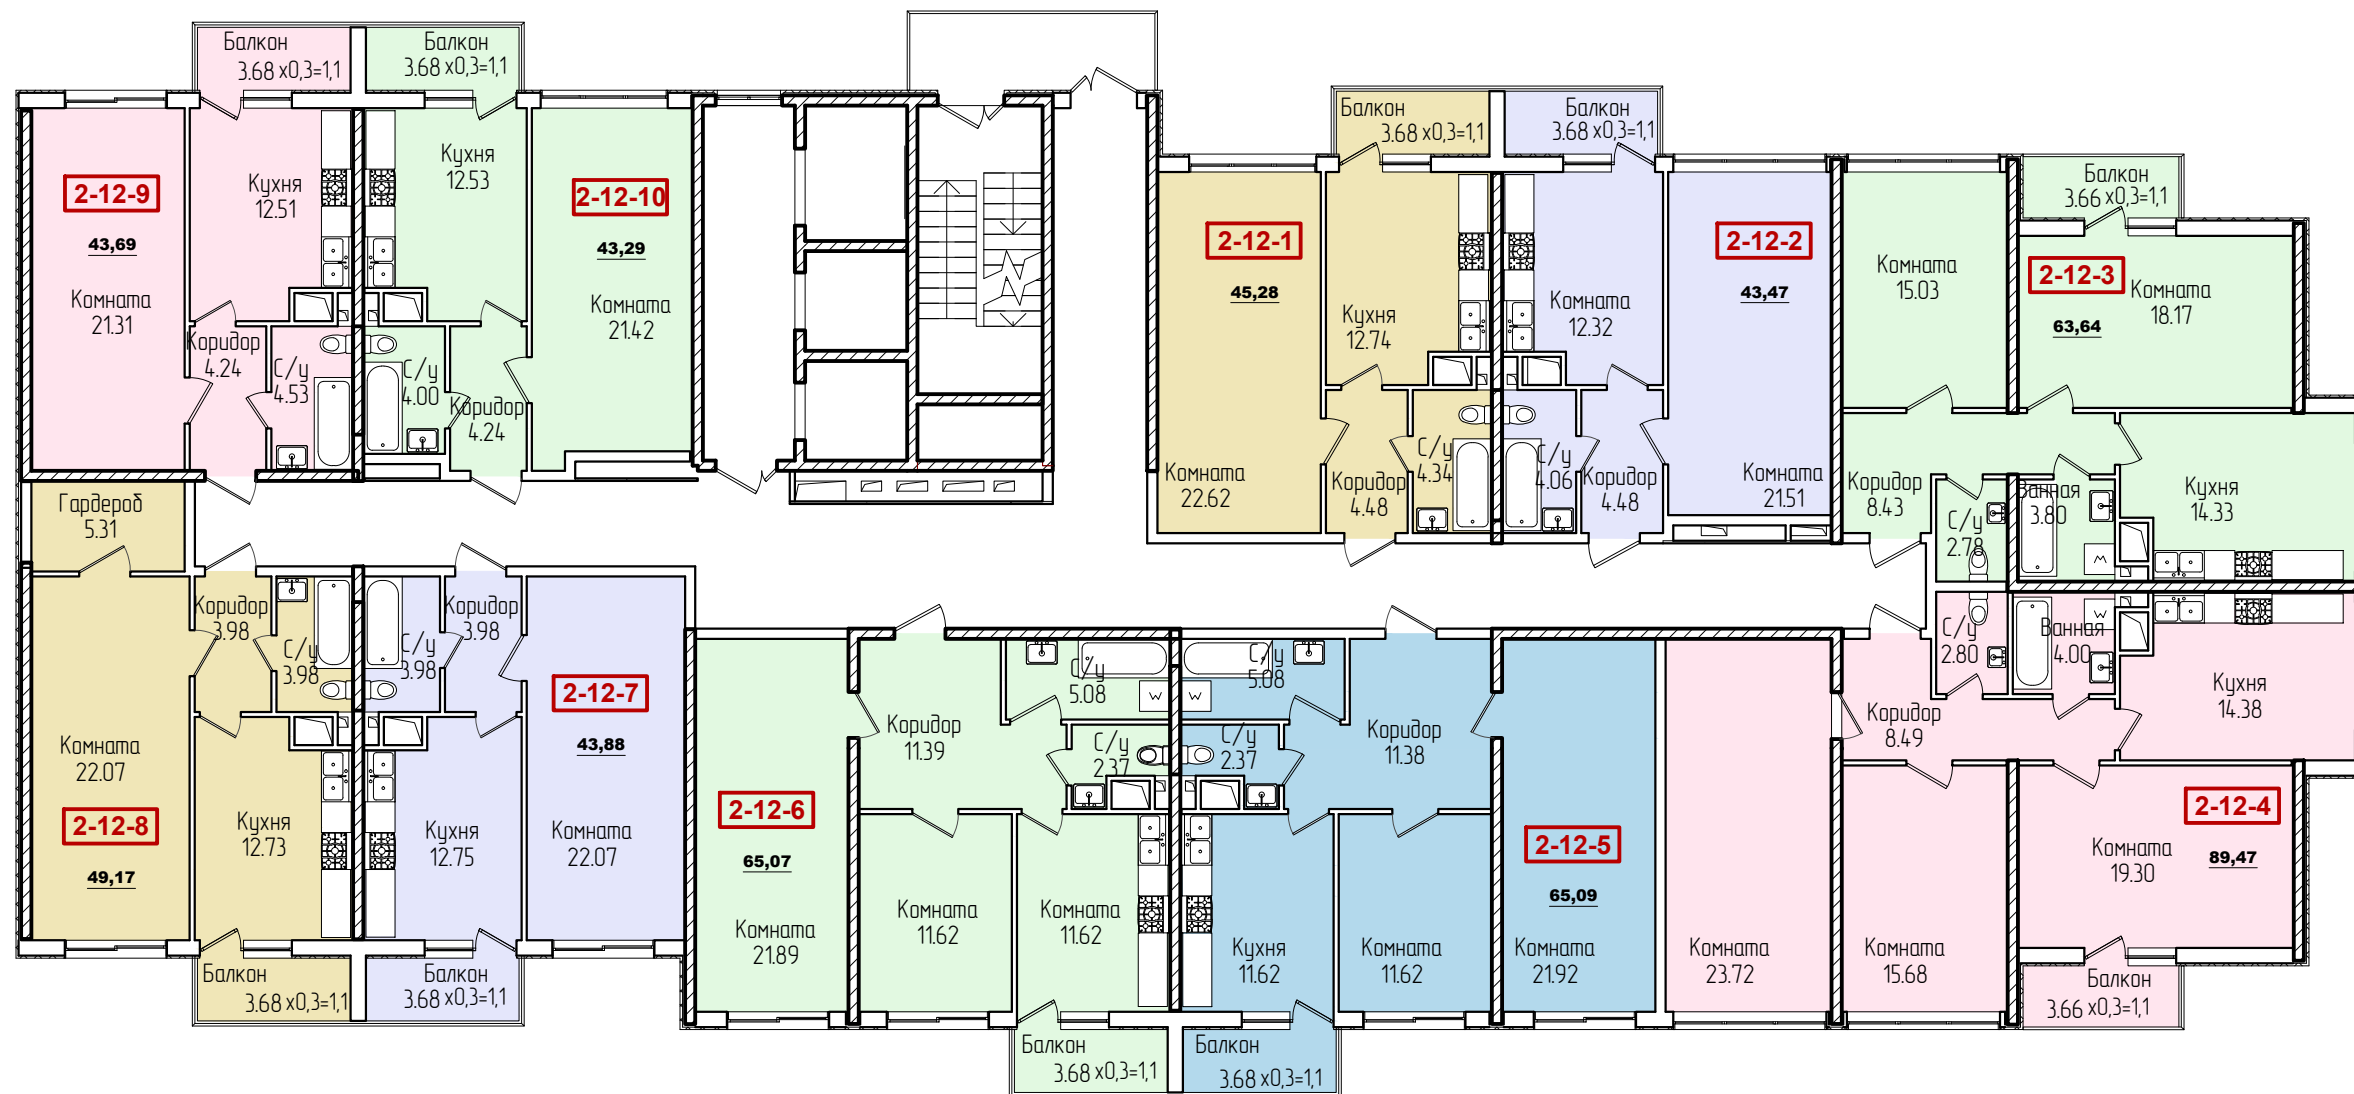 Балкон
3.68 х0,3=1,1
Балкон
3.68 х0,3=1,1
Кухня
12.51
2-12-9
43,69
Комната
21.31
Коридор
4.24
С/у
4.53
Кухня
12.53
2-12-10
43,29
Комната
21.42
С/у
4.00
Коридор
4.24
Балкон
3.68 х0,3=1,1
Балкон
3.68 х0,3=1,1
2-12-1
45,28
Кухня
12.74
Комната
22.62
Коридор
4.48
С/у
4.34
Комната
12.32
2-12-2
43,47
С/у
4.06
Коридор
4.48
Комната
21.51
Балкон
3.66 х0,3=1,1
Комната
15.03
2-12-3
63,64
Комната
18.17
Коридор
8.43
С/у
2.78
Ванная
3.80
Кухня
14.33
M
Гардероб
5.31
Коридор
3.98
С/у
3.98
Комната
22.07
2-12-8
49,17
Кухня
12.73
Балкон
3.68 х0,3=1,1
С/у
3.98
Коридор
3.98
2-12-7
43,88
Кухня
12.75
Комната
22.07
Балкон
3.68 х0,3=1,1
С/у
5.08
W
Коридор
11.39
С/у
2.37
2-12-6
65,07
Комната
21.89
Комната
11.62
Комната
11.62
Балкон
3.68 х0,3=1,1
С/у
5.08
W
С/у
2.37
Коридор
11.38
Кухня
11.62
Комната
11.62
2-12-5
65,09
Комната
21.92
Балкон
3.68 х0,3=1,1
С/у
2.80
W
Ванная
4.00
Коридор
8.49
Кухня
14.38
2-12-4
89,47
Комната
19.30
Комната
23.72
Комната
15.68
Балкон
3.66 х0,3=1,1